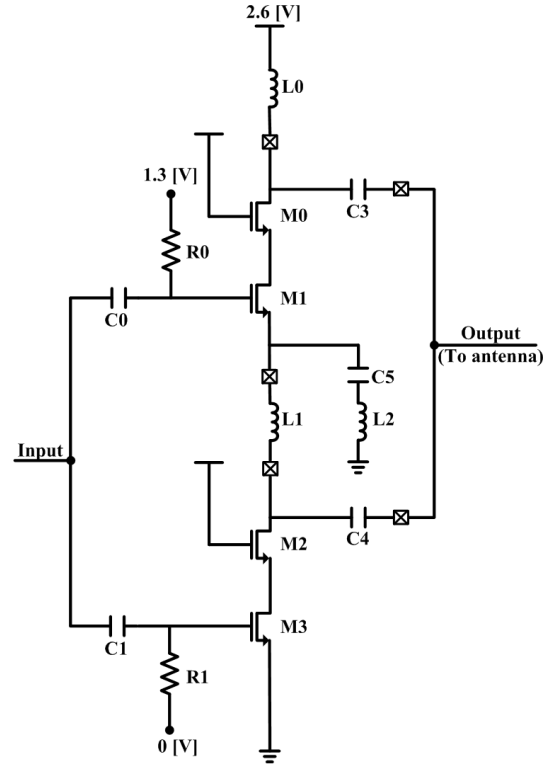 2.6 [V]
L0
1.3 [V]
M0
C3
R0
M1
C0
Output
(To antenna)
C5
L1
L2
Input
M2
C4
M3
C1
R1
0 [V]